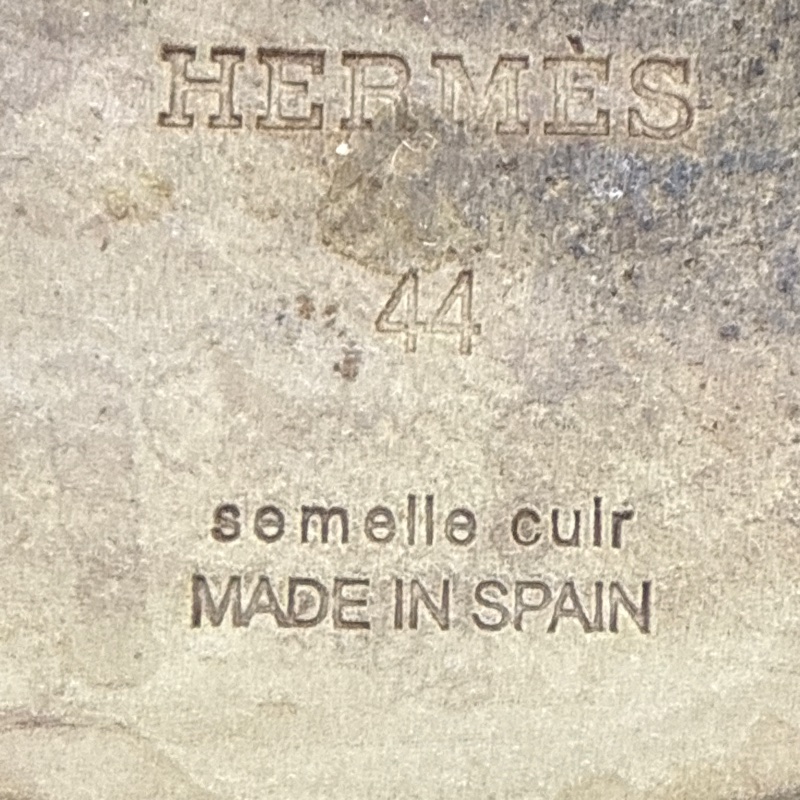 HERMÈS
44
semelle cuir
MADE IN SPAIN